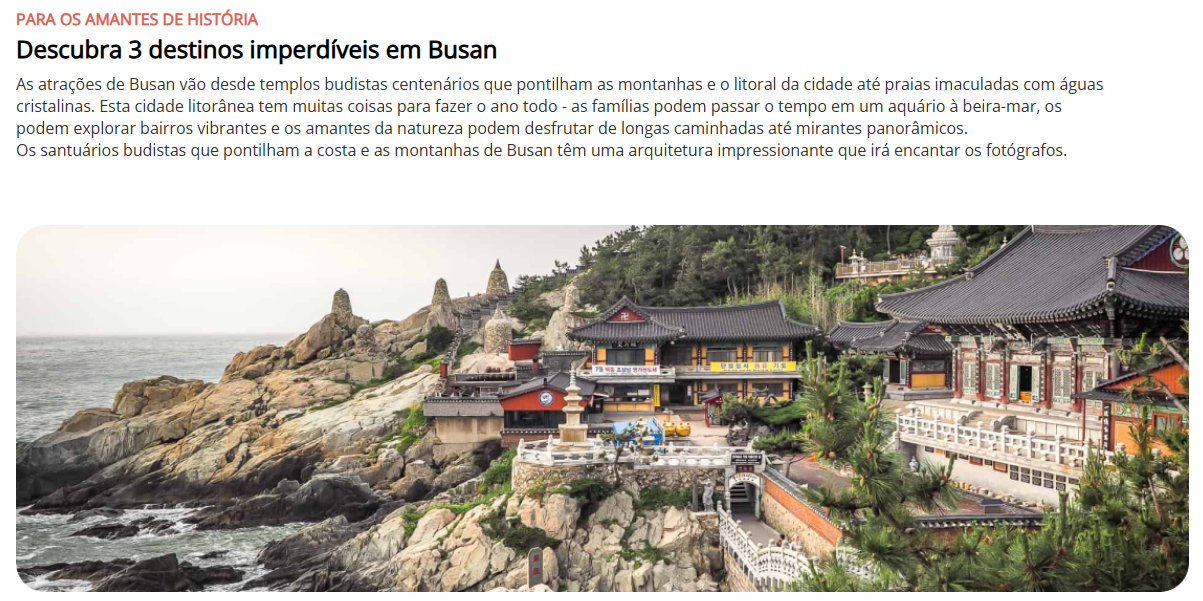 PARA OS AMANTES DE HISTÓRIA
Descubra 3 destinos imperdíveis em Busan
As atrações de Busan vão desde templos budistas centenários que pontilham as montanhas e o litoral da cidade até praias imaculadas com águas
cristalinas. Esta cidade litorânea tem muitas coisas para fazer o ano todo - as famílias podem passar o tempo em um aquário à beira-mar, os
podem explorar bairros vibrantes e os amantes da natureza podem desfrutar de longas caminhadas até mirantes panorâmicos.
Os santuários budistas que pontilham a costa e as montanhas de Busan têm uma arquitetura impressionante que irá encantar os fotógrafos.